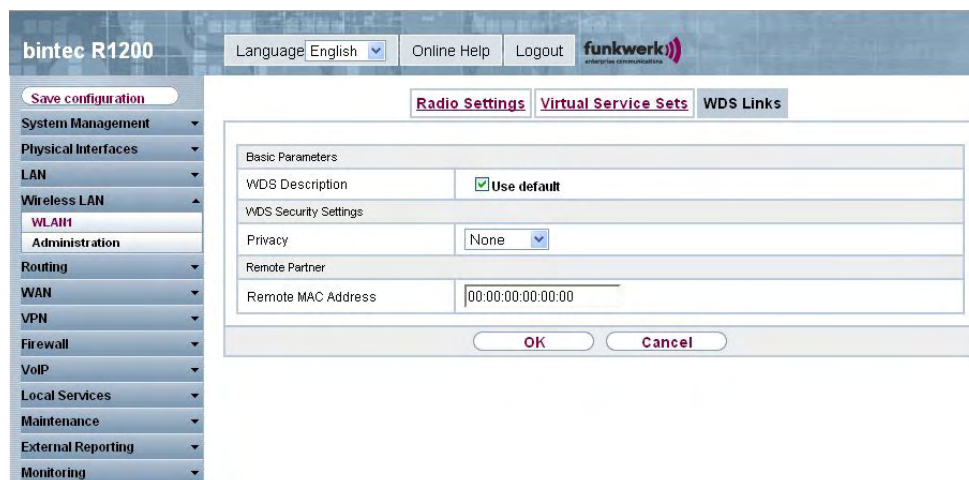 bintec R1200
Language English
Online Help
Logout
funkwerk
enterprise communications
Save configuration
System Management
Physical Interfaces
LAN
Wireless LAN
WLAN1
Administration
Routing
WAN
VPN
Firewall
VoIP
Local Services
Maintenance
External Reporting
Monitoring
Radio Settings
Virtual Service Sets
WDS Links
Basic Parameters
WDS Description
Use default
WDS Security Settings
Privacy
None
Remote Partner
Remote MAC Address
00:00:00:00:00:00
OK
Cancel